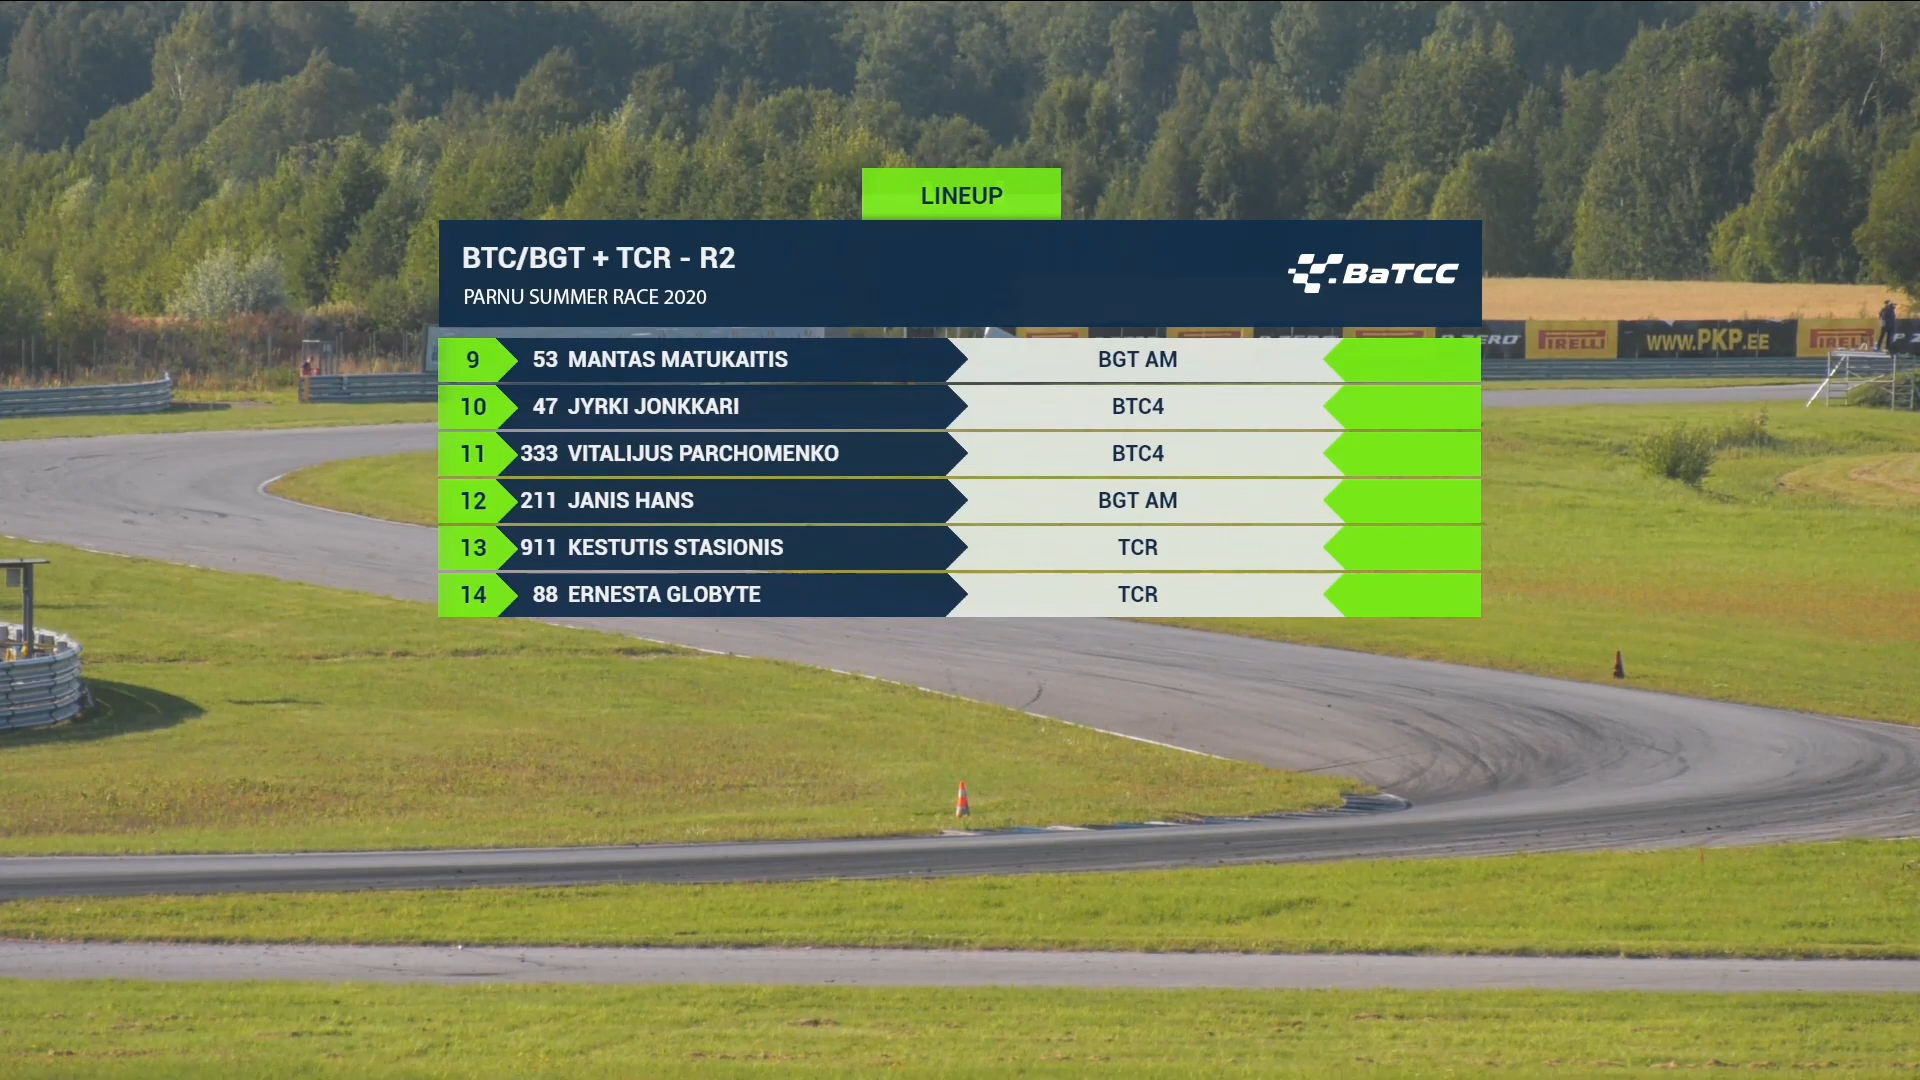 LINEUP
BTC/BGT + TCR - R2
PARNU SUMMER RACE 2020
BaTCC
9 53 MANTAS MATUKAITIS BGT AM
10 47 JYRKI JONKKARI BTC4
11 333 VITALIJUS PARCHOMENKO BTC4
12 211 JANIS HANS BGT AM
13 911 KESTUTIS STASIONIS TCR
14 88 ERNESTA GLOBYTE TCR
PIRELLI WWW.PKP.EE PIRELLI